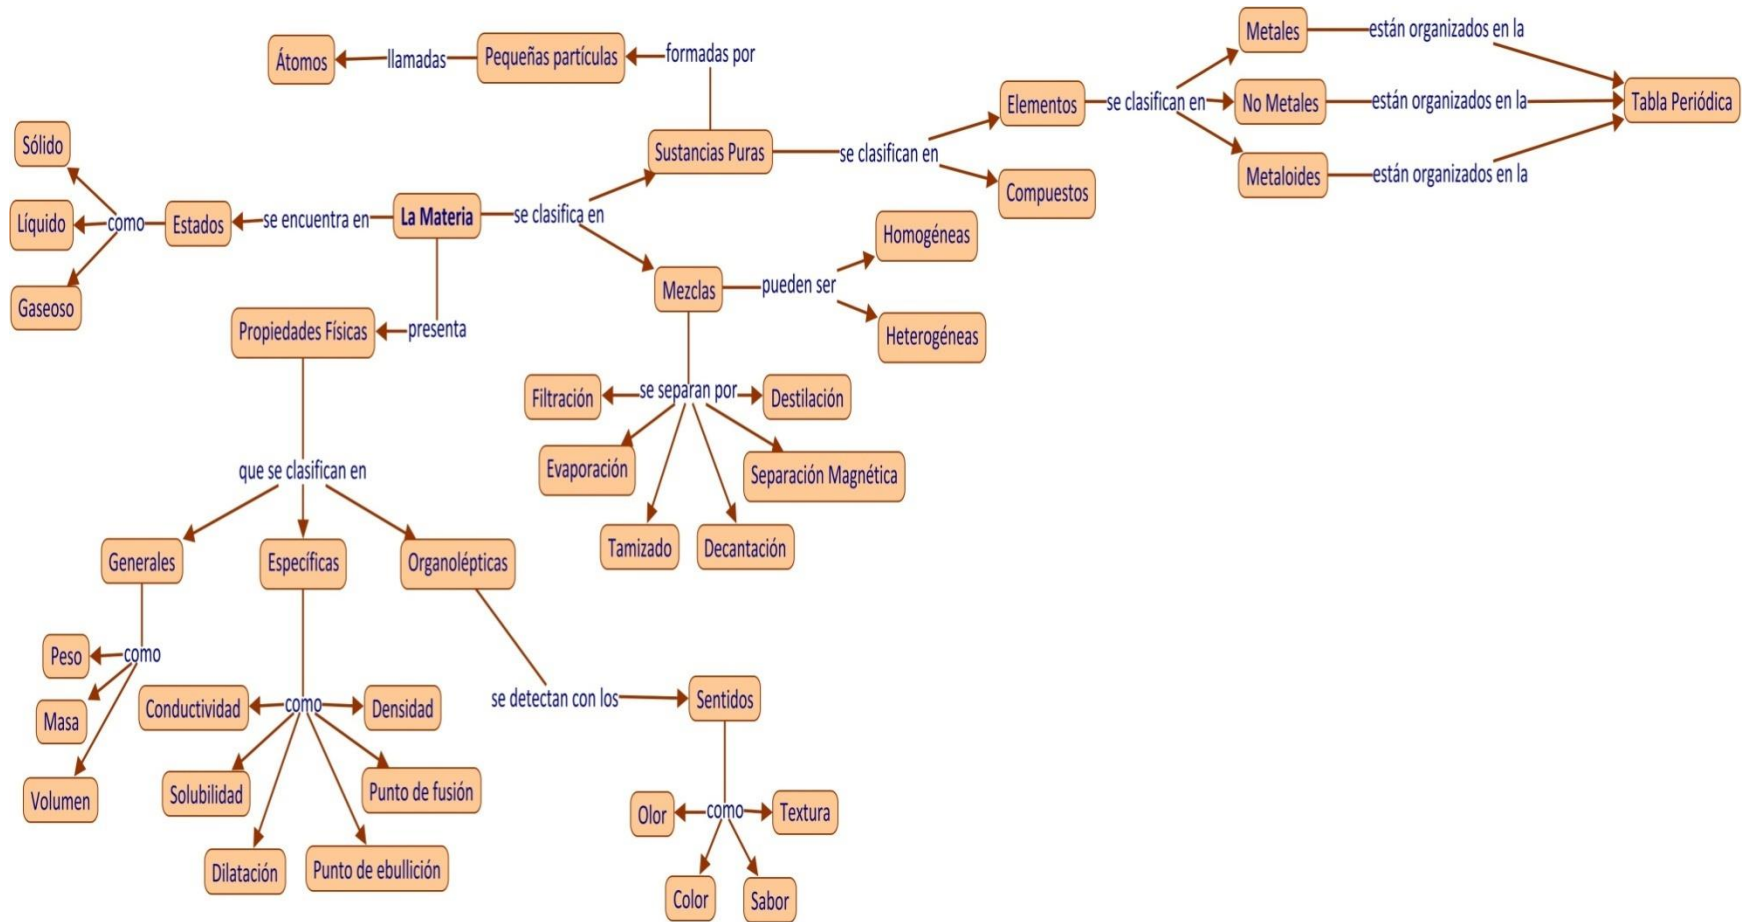 Átomos
llamadas
Pequeñas partículas
formadas por
Sustancias Puras
se clasifican en
Elementos
se clasifican en
Metales
están organizados en la
No Metales
están organizados en la
Tabla Periódica
Metaloides
están organizados en la
Compuestos
Sólido
Líquido
Gaseoso
como
Estados
se encuentra en
La Materia
se clasifica en
Mezclas
pueden ser
Homogéneas
Heterogéneas
Propiedades Físicas
presenta
Filtración
se separan por
Destilación
Evaporación
Separación Magnética
Tamizado
Decantación
que se clasifican en
Generales
Específicas
Organolépticas
Peso
como
Masa
Volumen
Conductividad
como
Densidad
Solubilidad
Punto de fusión
Dilatación
Punto de ebullición
se detectan con los
Sentidos
Olor
como
Textura
Color
Sabor